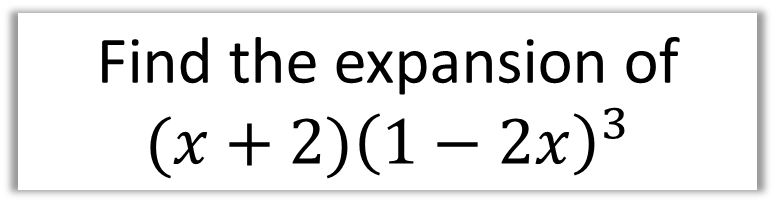 Find the expansion of
(𝑥 + 2)(1 − 2𝑥)³